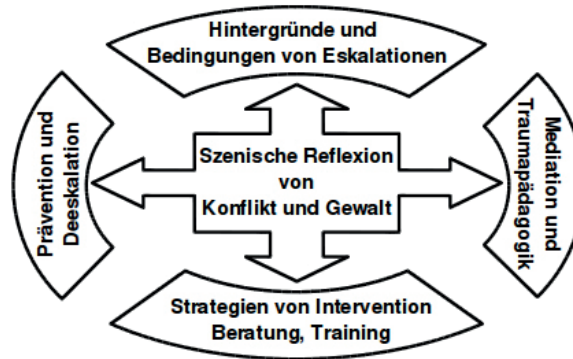 Hintergründe und
Bedingungen von Eskalationen
Prävention und
Deeskalation
Szenische Reflexion
von
Konflikt und Gewalt
Mediation und
Traumapädagogik
Strategien von Intervention
Beratung, Training